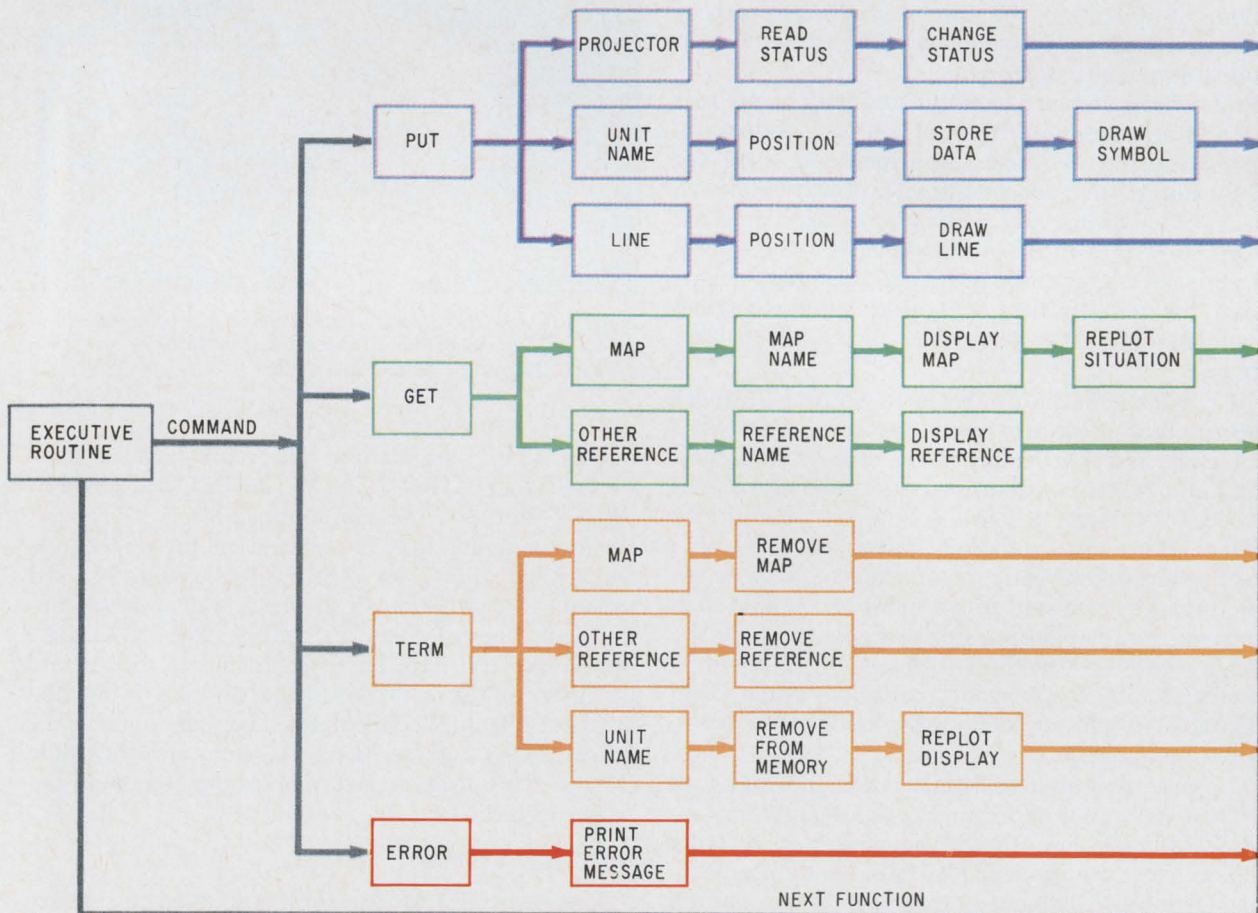 PROJECTOR
READ
STATUS
CHANGE
STATUS
PUT
UNIT
NAME
POSITION
STORE
DATA
DRAW
SYMBOL
LINE
POSITION
DRAW
LINE
EXECUTIVE
ROUTINE
COMMAND
GET
MAP
MAP
NAME
DISPLAY
MAP
REPLOT
SITUATION
OTHER
REFERENCE
REFERENCE
NAME
DISPLAY
REFERENCE
TERM
MAP
REMOVE
MAP
OTHER
REFERENCE
REMOVE
REFERENCE
UNIT
NAME
REMOVE
FROM
MEMORY
REPLOT
DISPLAY
ERROR
PRINT
ERROR
MESSAGE
NEXT FUNCTION